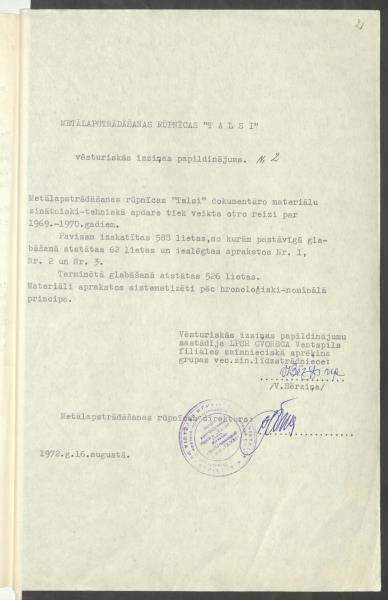 21
METĀLAPSTRĀDĀŠANAS RŪPNĪCAS "T A L S I"
vēsturiskās izziņas papildinājums. № 2
Metālapstrādāšanas rūpnīcas "Talsi" dokumentāro materiālu
zinātniski-tehniskā apdare tiek veikta otro reizi par
1969.-1970.gadiem.
Pavisam izskatītas 588 lietas,no kurām pastāvīgā gla-
bāšanā atstātas 62 lietas un ieslēgtas aprakstos Nr. 1,
Nr. 2 un Nr. 3.
Terminētā glabāšanā atstātas 526 lietas.
Materiāli aprakstos sistematizēti pēc hronoloģiski-nominālā
principa.
Vēsturiskās izziņas papildinājumu
sastādīja LPSR CVORSCA Ventspils
filiāles saimnieciskā aprēķina
grupas vec.zin.līdzstrādniece:
/V.Bērziņa/
Metālapstrādāšanas rūpnīcas direktors:
1972.g.16.augustā.